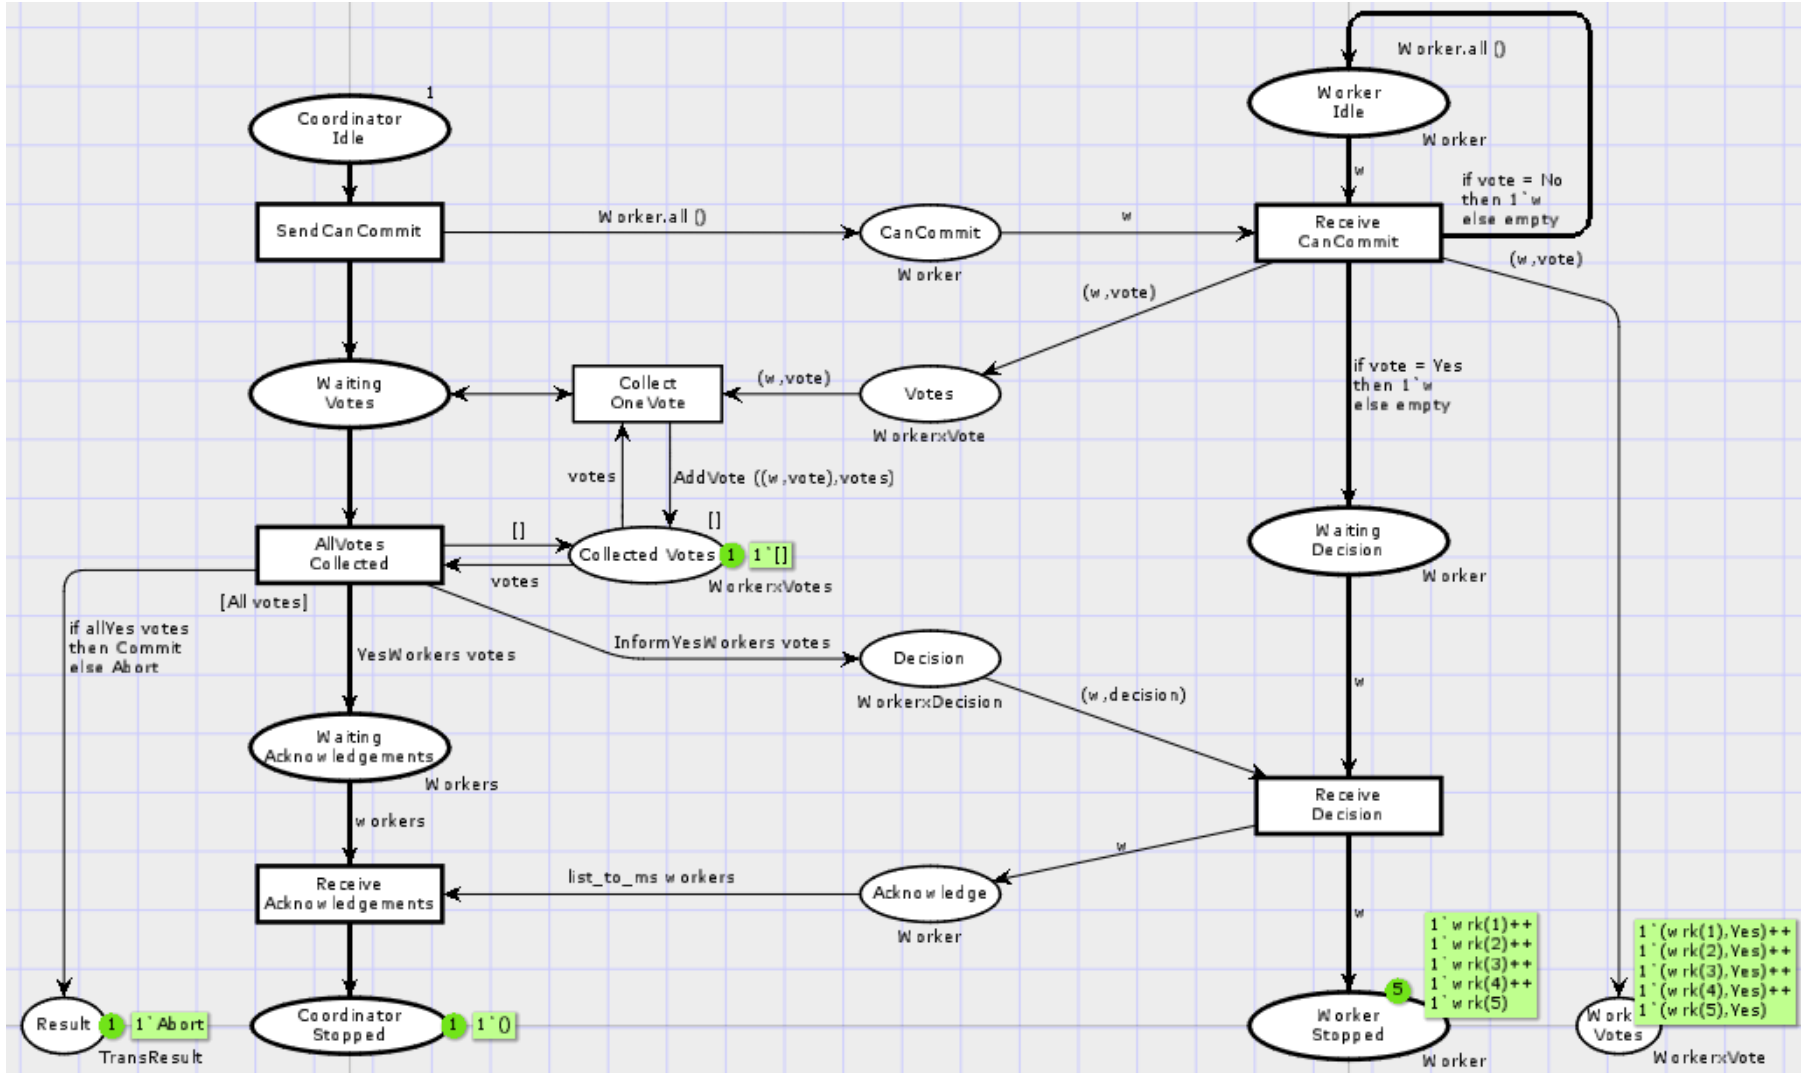 1
Coordinator
Idle
Worker.all ()
Worker
Idle
Worker
w
if vote = No
then 1`w
else empty
SendCanCommit
Worker.all ()
CanCommit
Worker
w
Receive
CanCommit
(w,vote)
(w,vote)
Waiting
Votes
Collect
OneVote
(w,vote)
Votes
WorkerxVote
if vote = Yes
then 1`w
else empty
votes
AddVote ((w,vote),votes)
AllVotes
Collected
[]
votes
[]
Collected Votes
1
1`[]
WorkerxVotes
Waiting
Decision
Worker
[All votes]
if allYes votes
then Commit
else Abort
YesWorkers votes
InformYesWorkers votes
Decision
WorkerxDecision
(w,decision)
w
Waiting
Acknowledgements
Workers
workers
Receive
Decision
w
Receive
Acknowledgements
list_to_ms workers
Acknowledge
Worker
w
1`wrk(1)++
1`wrk(2)++
1`wrk(3)++
1`wrk(4)++
1`wrk(5)
1`(wrk(1),Yes)++
1`(wrk(2),Yes)++
1`(wrk(3),Yes)++
1`(wrk(4),Yes)++
1`(wrk(5),Yes)
Result
1
1`Abort
TransResult
Coordinator
Stopped
1
1`()
5
Worker
Stopped
Worker
Work
Votes
WorkerxVote